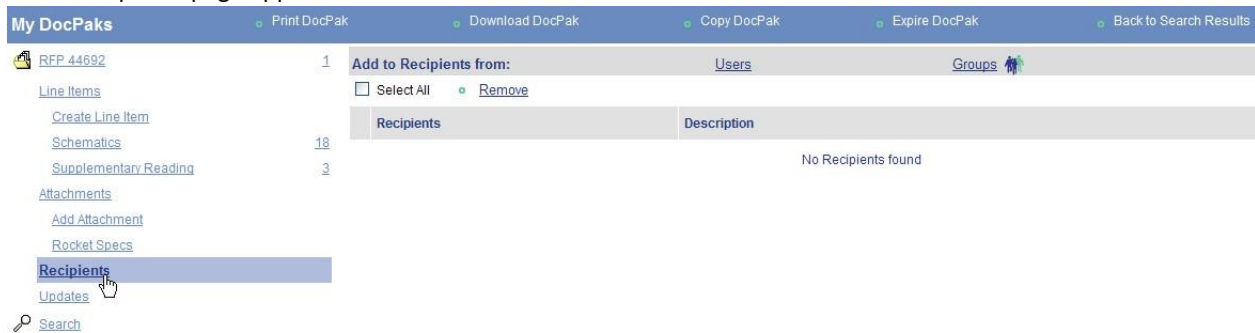 My DocPaks Print DocPak Download DocPak Copy DocPak Expire DocPak Back to Search Results
RFP 44692 1
Line Items
Create Line Item
Schematics 18
Supplementary Reading 3
Attachments
Add Attachment
Rocket Specs
Recipients
Updates
Search
Add to Recipients from: Users Groups
Select All Remove
Recipients Description
No Recipients found